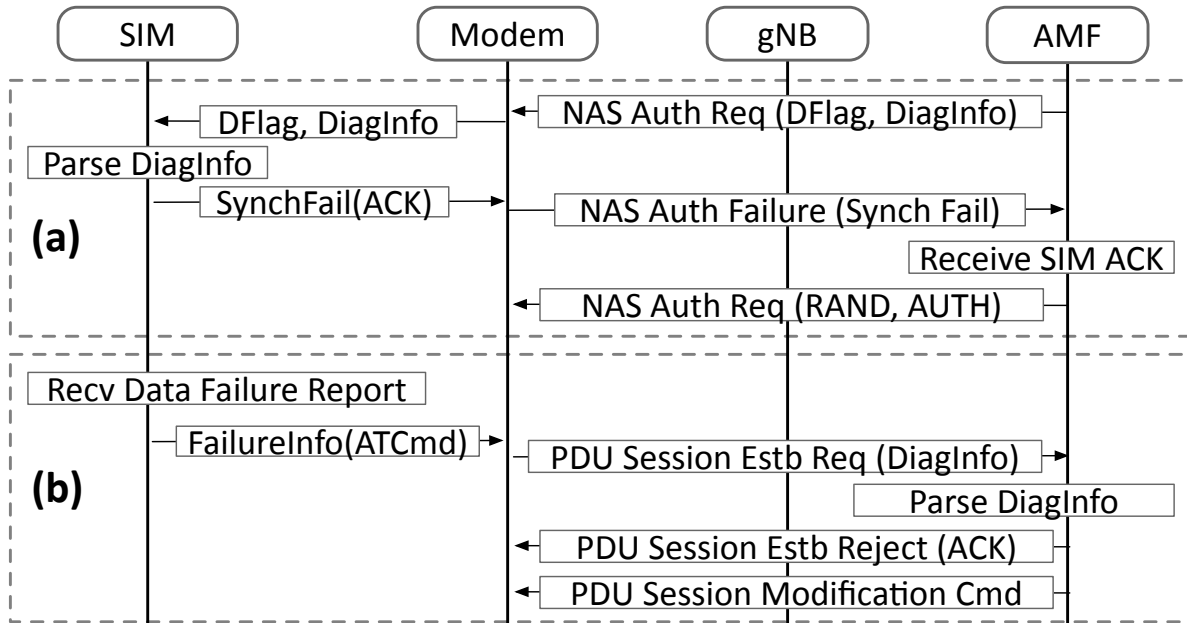 SIM Modem gNB AMF
NAS Auth Req (DFlag, DiagInfo)
DFlag, DiagInfo
Parse DiagInfo
SynchFail(ACK)
NAS Auth Failure (Synch Fail)
(a)
Receive SIM ACK
NAS Auth Req (RAND, AUTH)
Recv Data Failure Report
FailureInfo(ATCmd)
PDU Session Estb Req (DiagInfo)
(b)
Parse DiagInfo
PDU Session Estb Reject (ACK)
PDU Session Modification Cmd